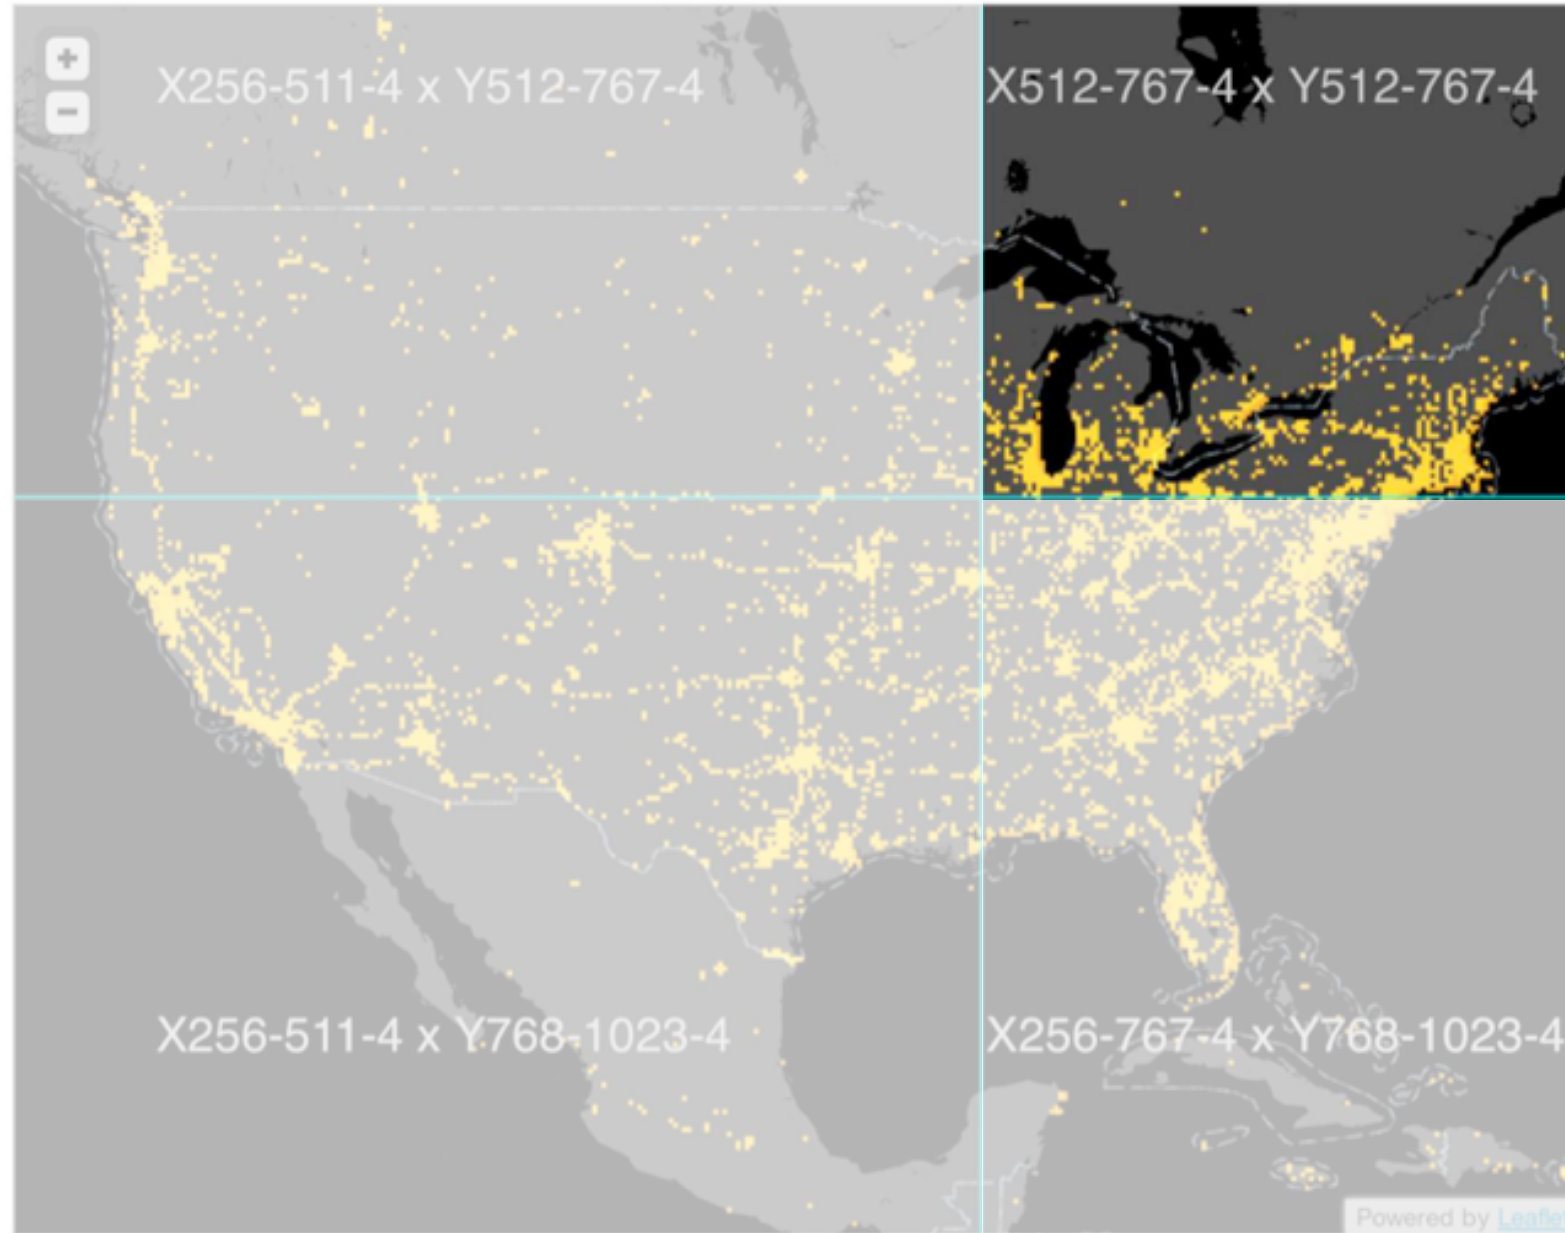 +
X256-511-4 x Y512-767-4
X512-767-4 x Y512-767-4
−
X256-511-4 x Y768-1023-4
X256-767-4 x Y768-1023-4
Powered by Leaflet